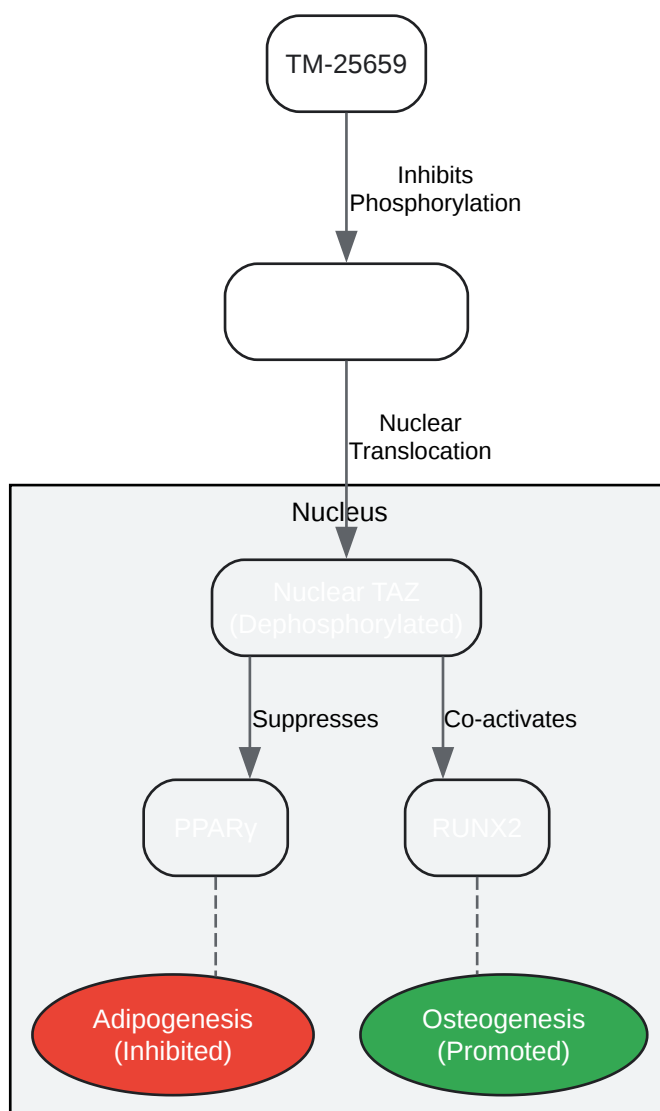 TM-25659
Inhibits
Phosphorylation
Nuclear
Translocation
Nucleus
Nuclear TAZ
(Dephosphorylated)
Suppresses
Co-activates
PPARγ
RUNX2
Adipogenesis
(Inhibited)
Osteogenesis
(Promoted)